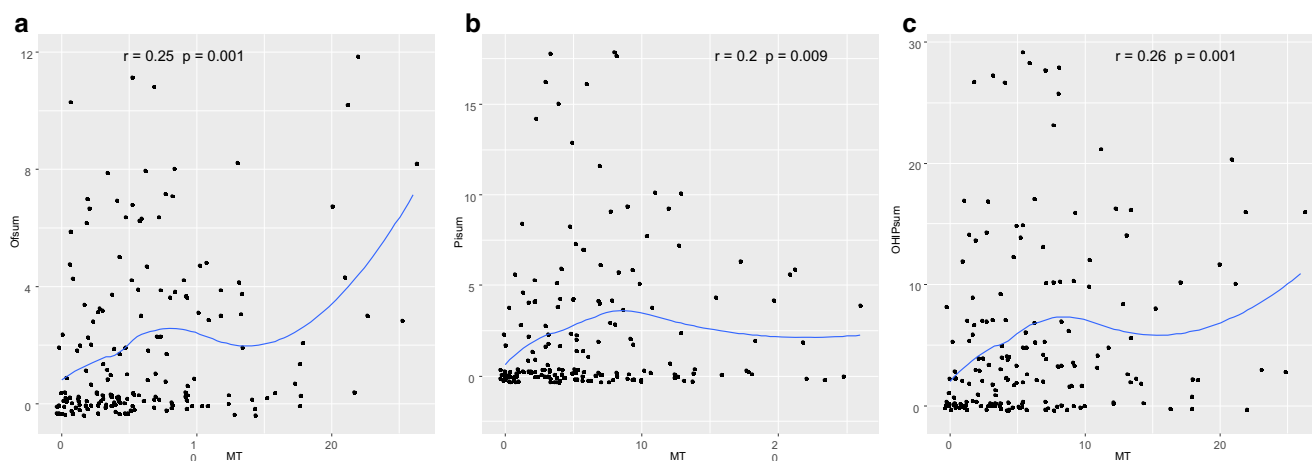 a
r = 0.25  p = 0.001
12
8
4
0
Ofsum
0
1
0
20
MT
b
r = 0.2  p = 0.009
15
10
5
0
PIsum
0
10
2
0
MT
c
r = 0.26  p = 0.001
30
20
10
0
OHIPsum
0
10
20
MT